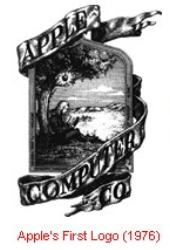 APPLE
COMPUTER
CO
Apple's First Logo (1976)